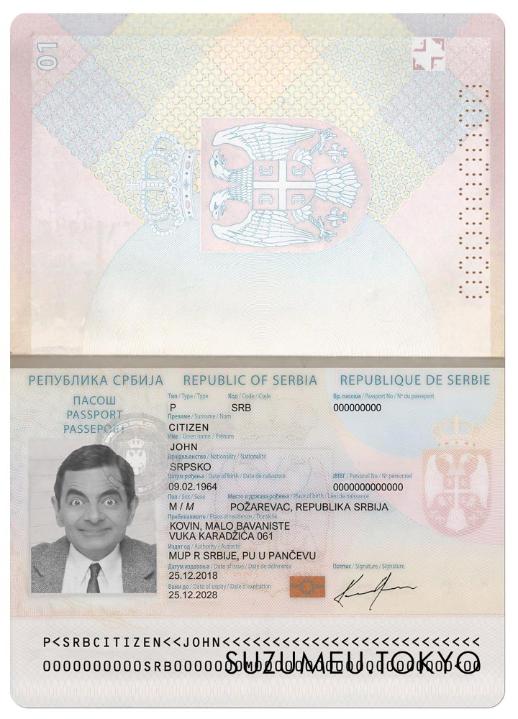 01
РЕПУБЛИКА СРБИЈА REPUBLIC OF SERBIA REPUBLIQUE DE SERBIE
ПАСОШ
PASSPORT
PASSEPORT
Тип / Type / Type Код / Code / Code Бр. пасоша / Passport No / Nº du passeport
P SRB 000000000
Презиме / Surname / Nom
CITIZEN
Име / Given name / Prénoms
JOHN
Држављанство / Nationality / Nationalité
SRPSKO
Датум рођења / Date of birth / Date de naissance ЈМБГ / Personal No / Nº personnel
09.02.1964 0000000000000
Пол / Sex / Sexe Место и држава рођења / Place of birth / Lieu de naissance
M / M POŽAREVAC, REPUBLIKA SRBIJA
Пребивалиште / Place of residence / Domicile
KOVIN, MALO BAVANISTE
VUKA KARADŽIĆA 061
Издат од / Authority / Autorité
MUP R SRBIJE, PU U PANČEVU
Датум издавања / Date of issue / Date de délivrance Потпис / Signature / Signature
25.12.2018
Важи до / Date of expiry / Date d'expiration
25.12.2028
P<SRBCITIZEN<<JOHN<<<<<<<<<<<<<<<<<<<<<<<<<<
SUZUMEU.TOKYO